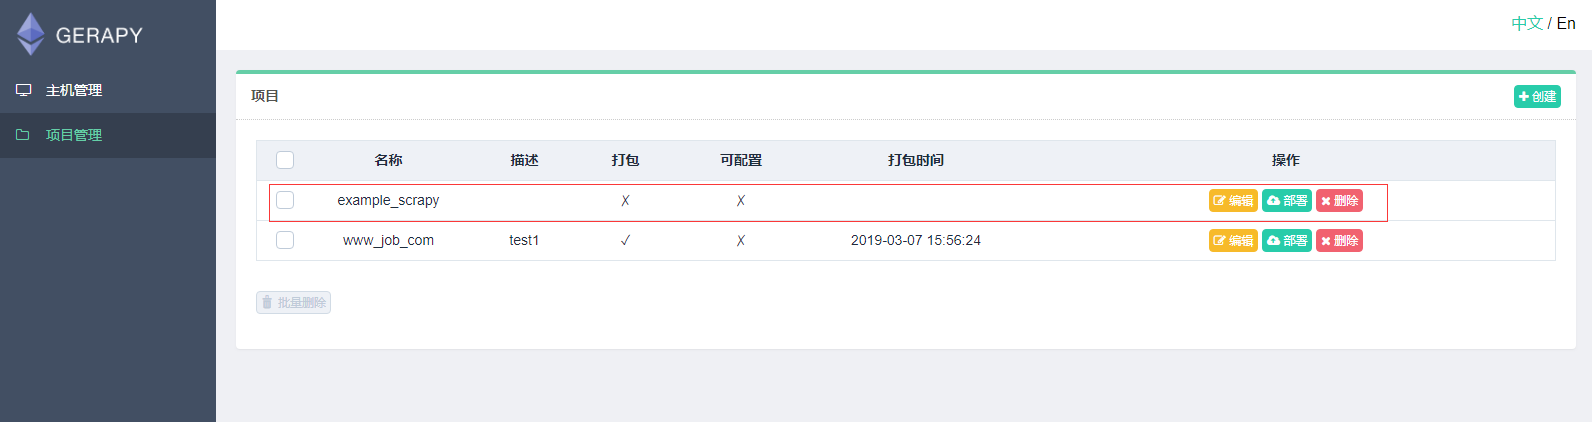 GERAPY
中文 / En
主机管理
项目管理
项目
创建
名称 描述 打包 可配置 打包时间 操作
example_scrapy ✗ ✗ 编辑 部署 删除
www_job_com test1 ✓ ✗ 2019-03-07 15:56:24 编辑 部署 删除
批量删除